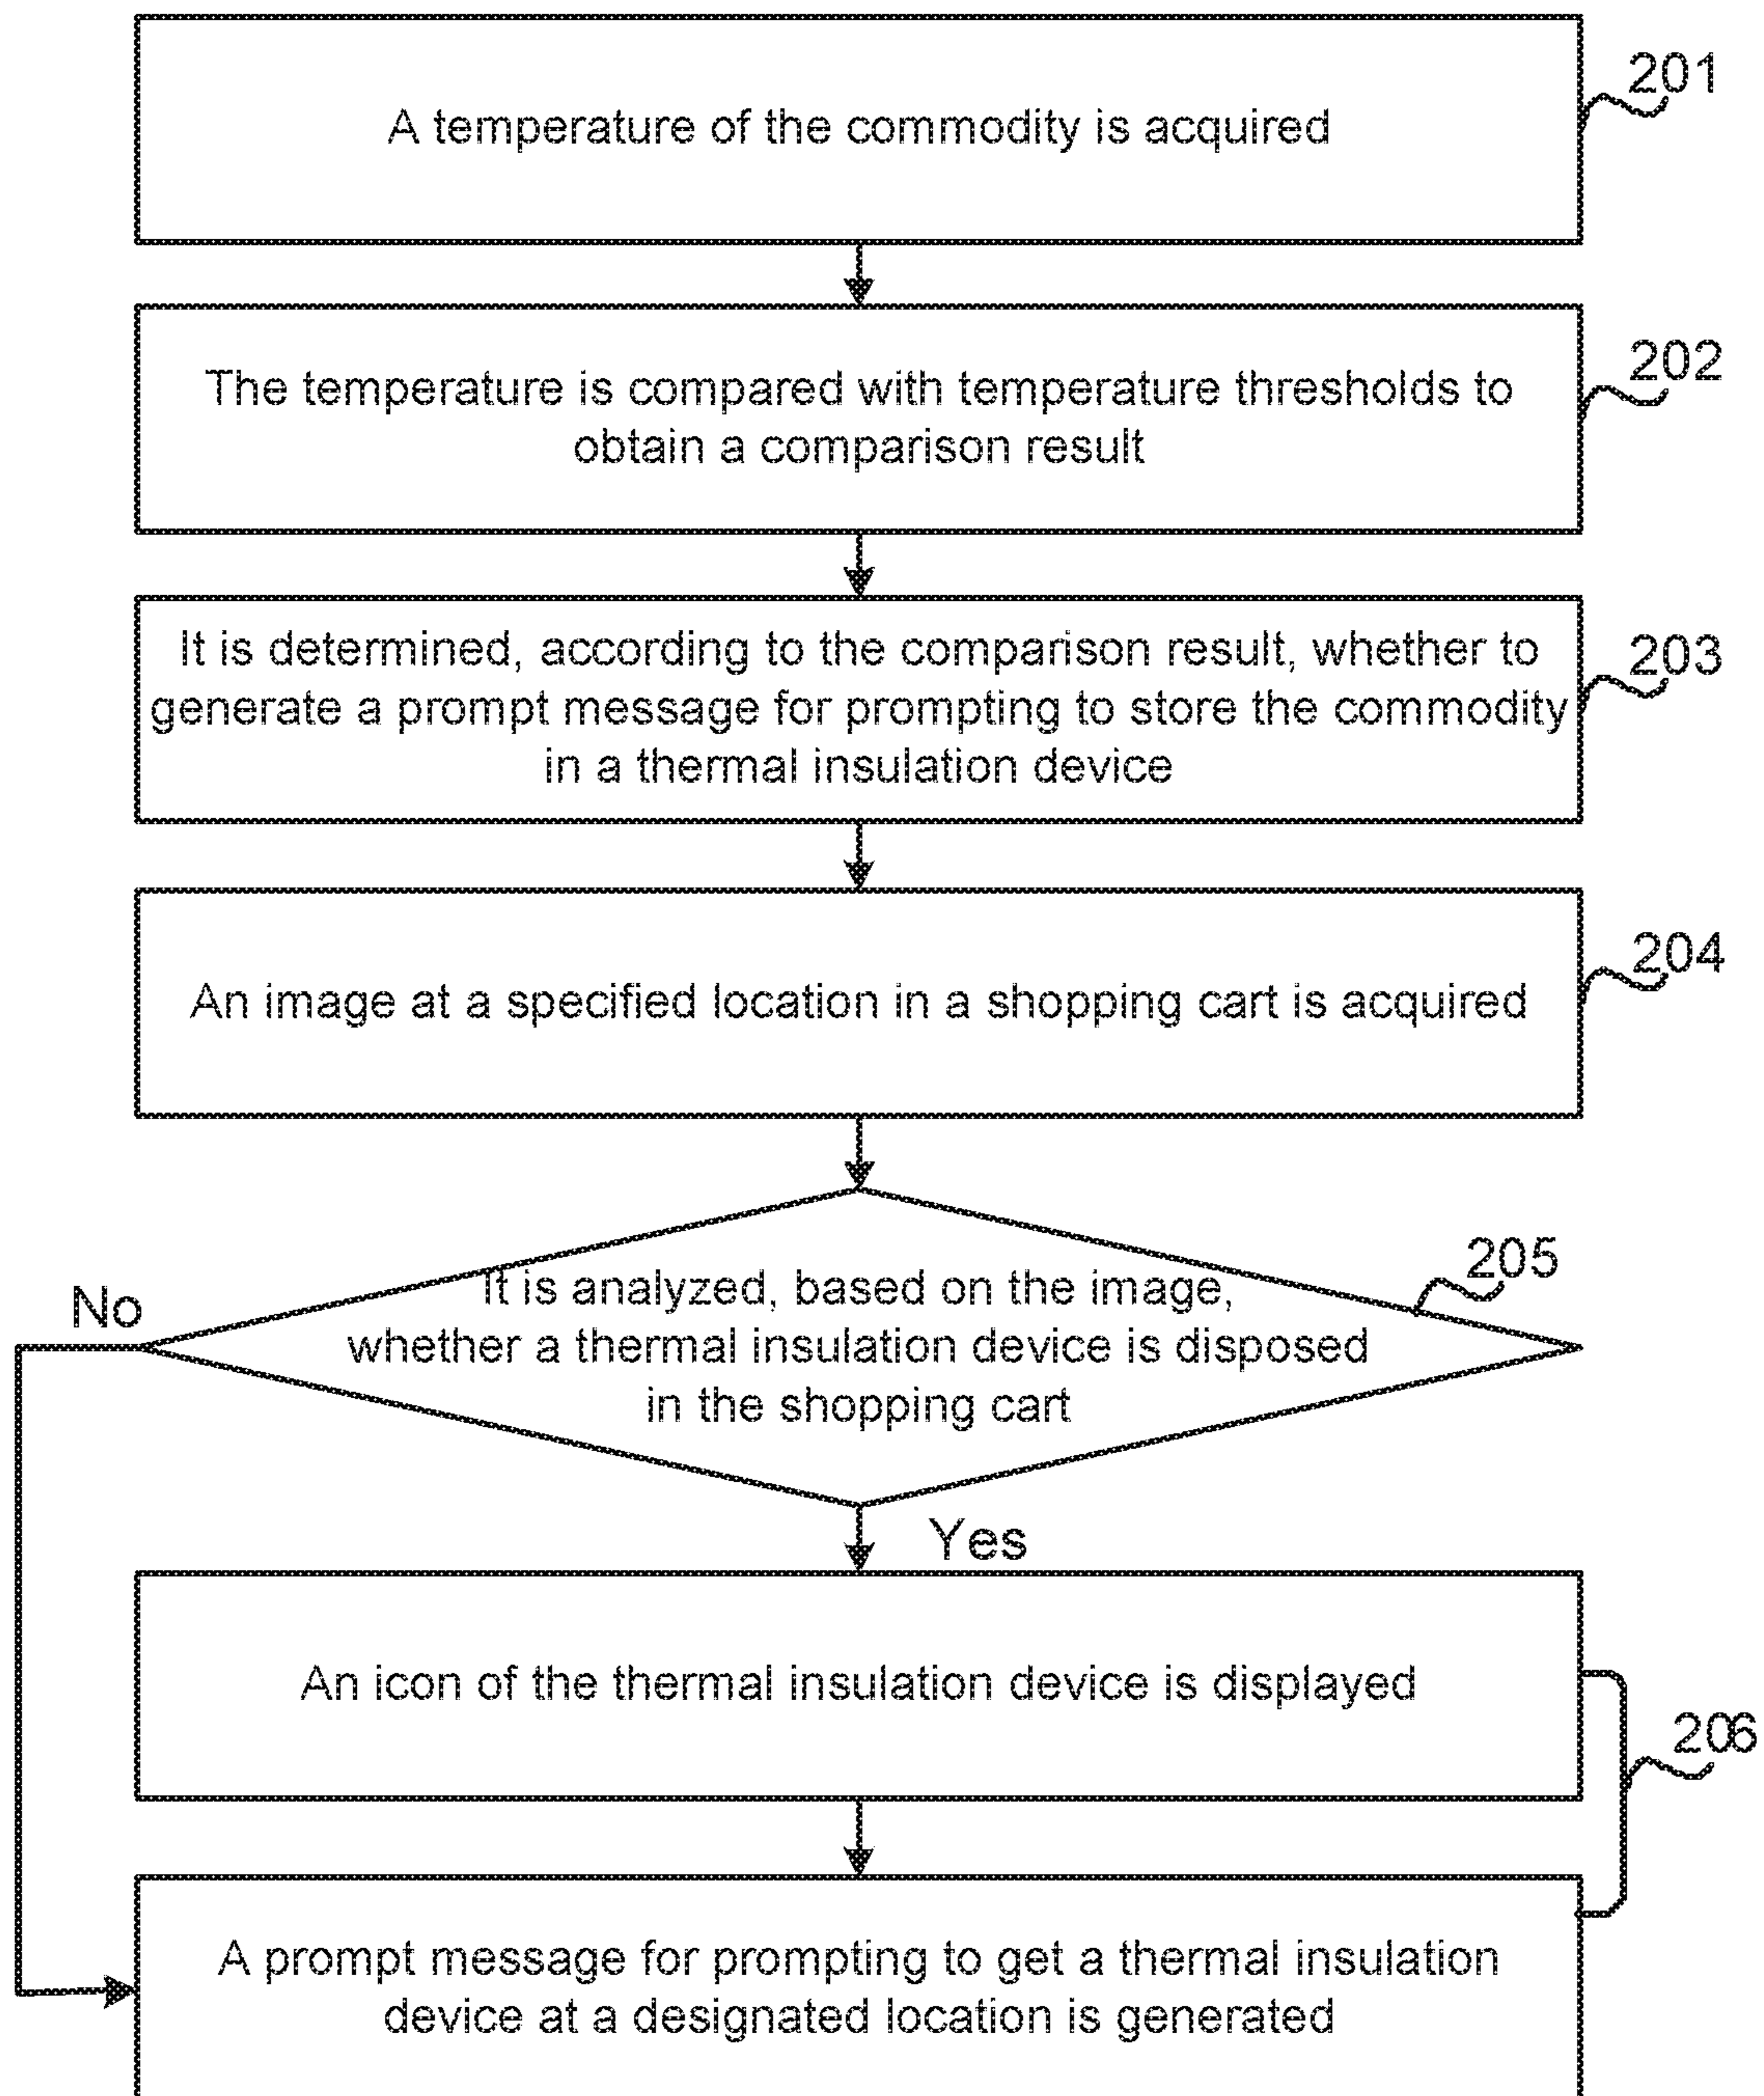 A temperature of the commodity is acquired
201
The temperature is compared with temperature thresholds to
obtain a comparison result
202
It is determined, according to the comparison result, whether to
generate a prompt message for prompting to store the commodity
in a thermal insulation device
203
An image at a specified location in a shopping cart is acquired
204
It is analyzed, based on the image,
whether a thermal insulation device is disposed
in the shopping cart
205
No
Yes
An icon of the thermal insulation device is displayed
206
A prompt message for prompting to get a thermal insulation
device at a designated location is generated